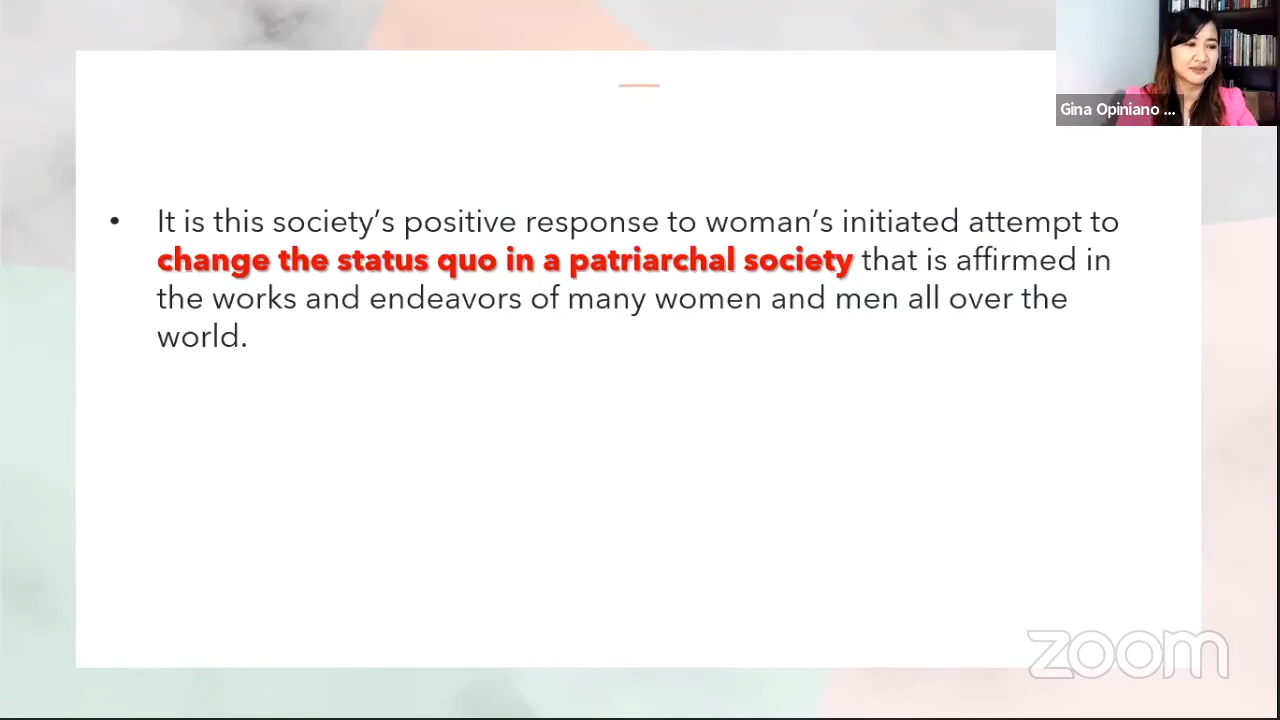 Gina Opiniano ...
• It is this society’s positive response to woman’s initiated attempt to
change the status quo in a patriarchal society that is affirmed in
the works and endeavors of many women and men all over the
world.
zoom